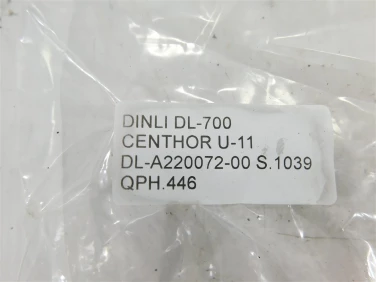 DINLI DL-700
CENTHOR U-11
DL-A220072-00 S.1039
QPH.446